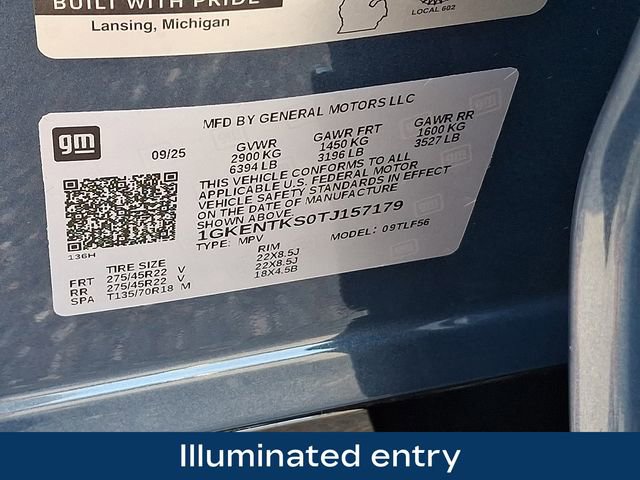 BUILT WITH PRIDE
Lansing, Michigan
LOCAL 602
gm
MFD BY GENERAL MOTORS LLC
09/25
GVWR GAWR FRT GAWR RR
2900 KG 1450 KG 1600 KG
6394 LB 3196 LB 3527 LB
THIS VEHICLE CONFORMS TO ALL
APPLICABLE U.S. FEDERAL MOTOR
VEHICLE SAFETY STANDARDS IN EFFECT
ON THE DATE OF MANUFACTURE
SHOWN ABOVE.
1GKENTKS0TJ157179
TYPE: MPV MODEL: 09TLF56
136H
TIRE SIZE RIM
FRT 275/45R22 V 22X8.5J
RR 275/45R22 V 22X8.5J
SPA T135/70R18 M 18X4.5B
Illuminated entry